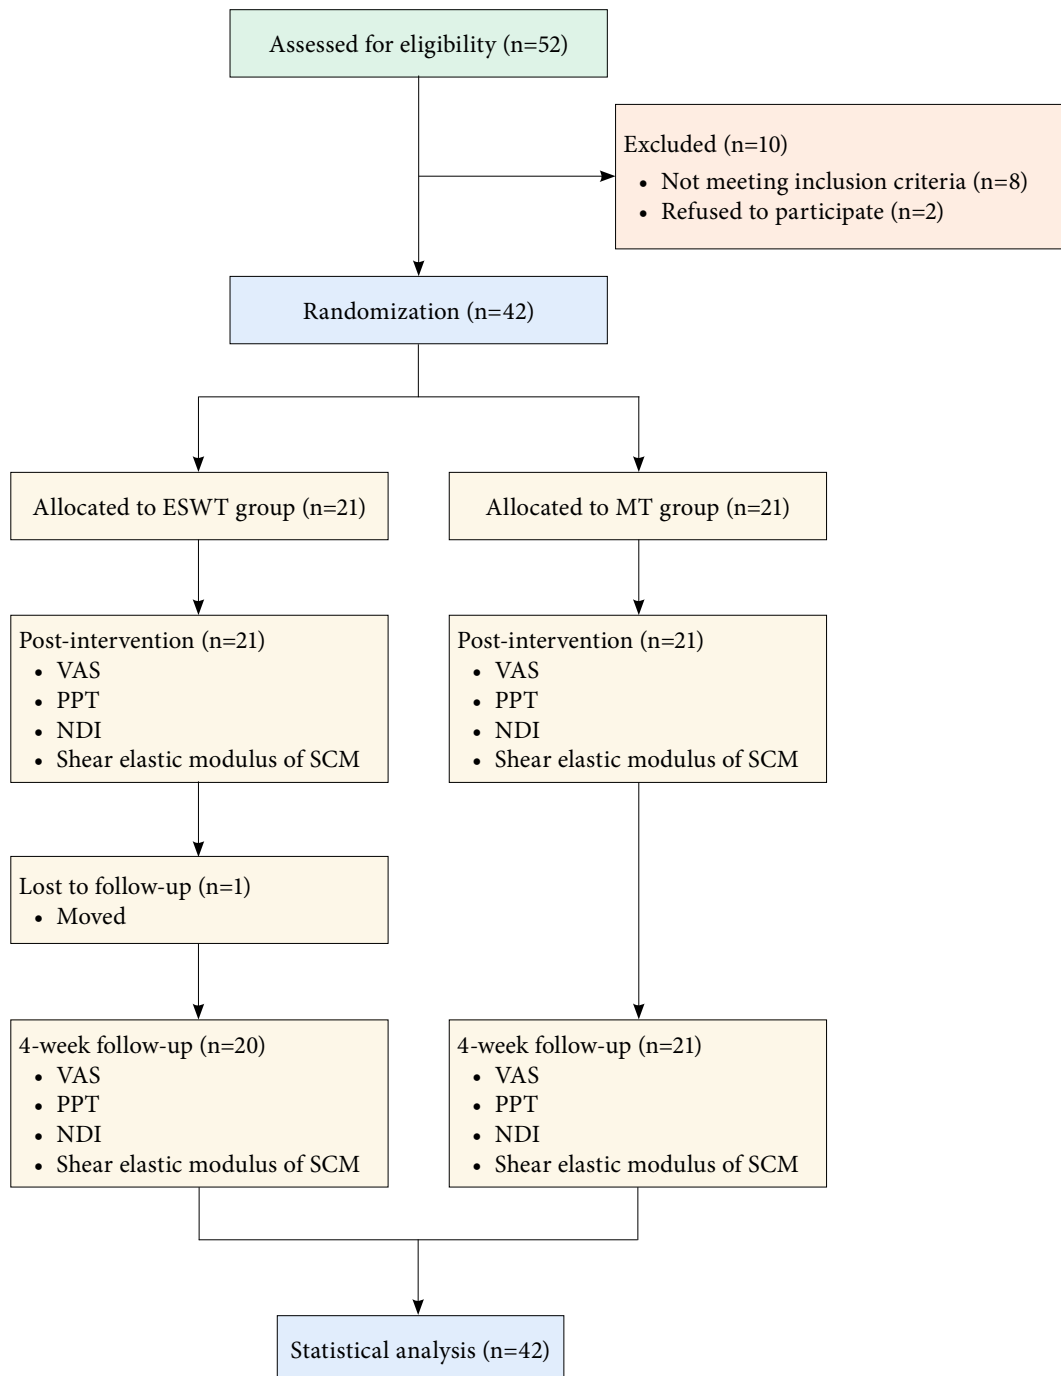 Assessed for eligibility (n=52)
Excluded (n=10)
• Not meeting inclusion criteria (n=8)
• Refused to participate (n=2)
Randomization (n=42)
Allocated to ESWT group (n=21)
Allocated to MT group (n=21)
Post-intervention (n=21)
• VAS
• PPT
• NDI
• Shear elastic modulus of SCM
Post-intervention (n=21)
• VAS
• PPT
• NDI
• Shear elastic modulus of SCM
Lost to follow-up (n=1)
• Moved
4-week follow-up (n=20)
• VAS
• PPT
• NDI
• Shear elastic modulus of SCM
4-week follow-up (n=21)
• VAS
• PPT
• NDI
• Shear elastic modulus of SCM
Statistical analysis (n=42)